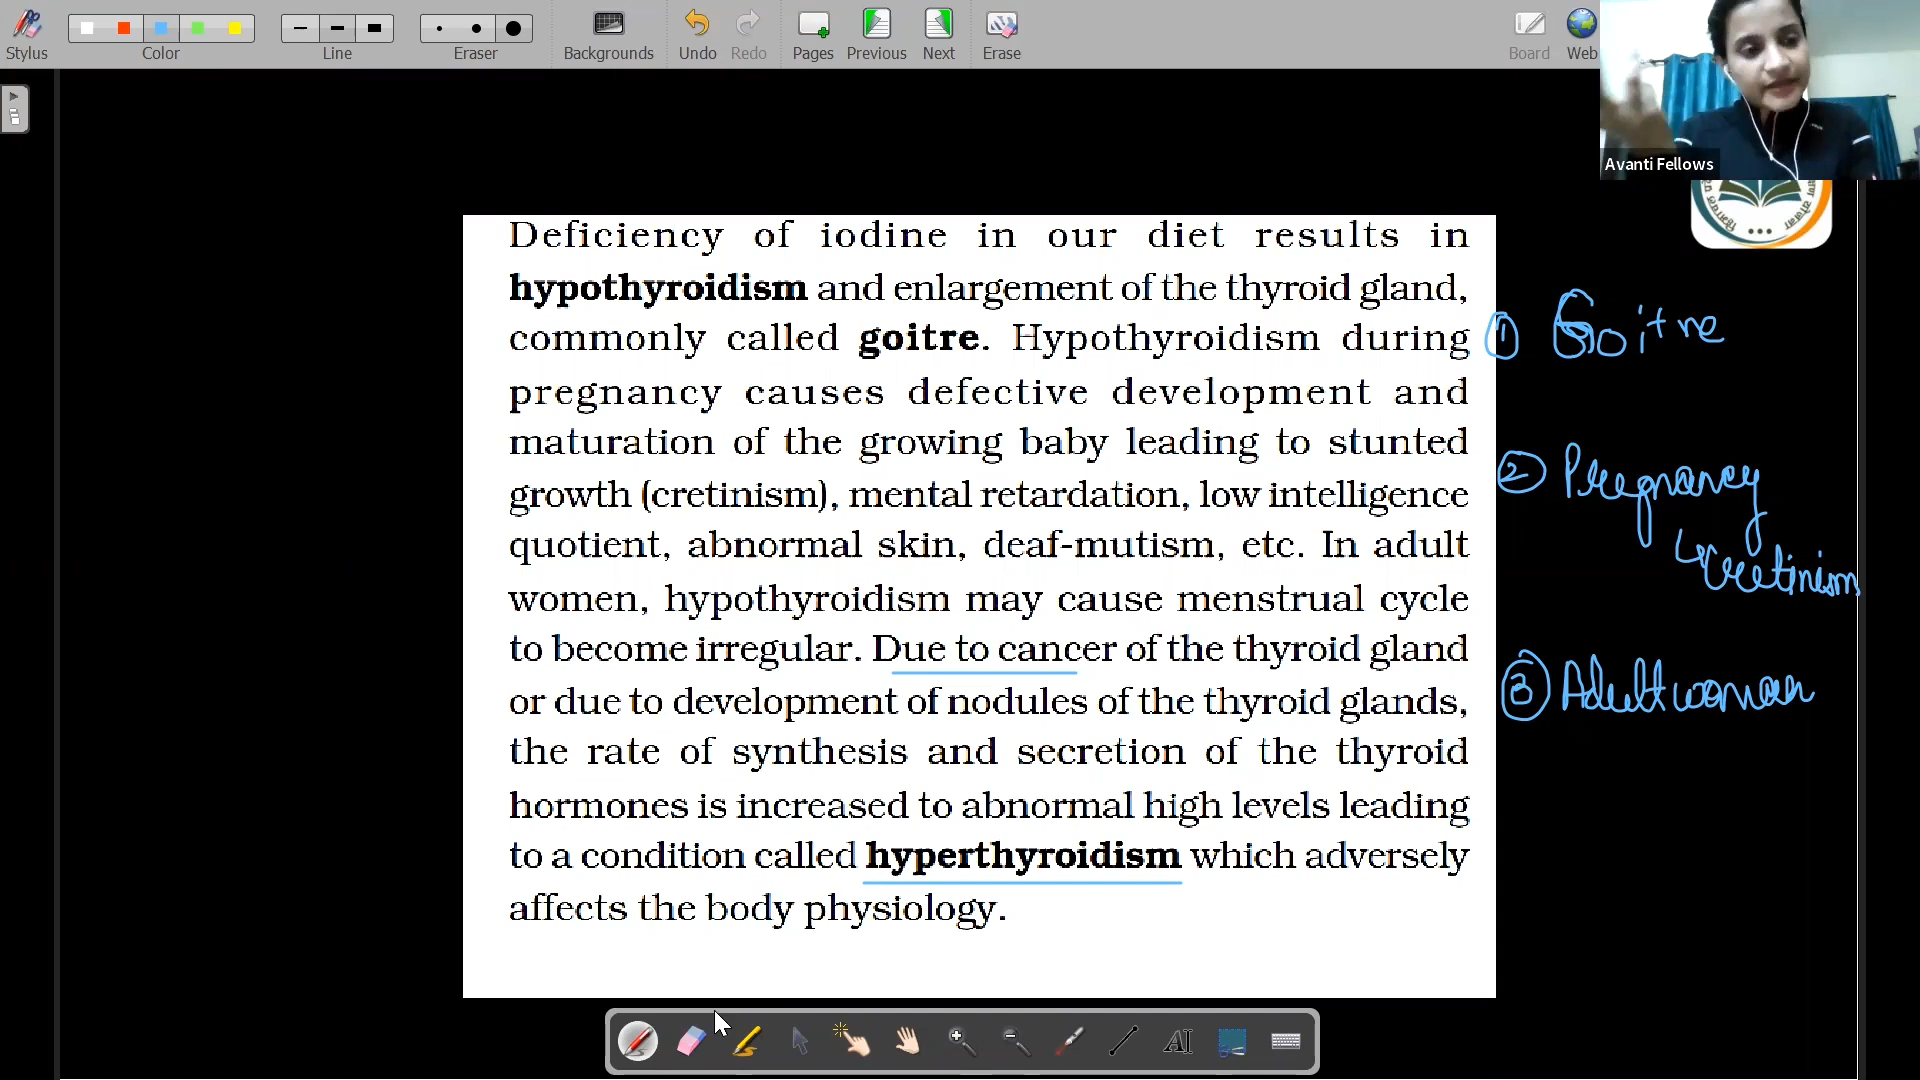 Stylus
Color
Line
Eraser
Backgrounds
Undo
Redo
Pages
Previous
Next
Erase
Board
Web
Avanti Fellows
Deficiency of iodine in our diet results in
hypothyroidism and enlargement of the thyroid gland,
commonly called goitre. Hypothyroidism during
pregnancy causes defective development and
maturation of the growing baby leading to stunted
growth (cretinism), mental retardation, low intelligence
quotient, abnormal skin, deaf-mutism, etc. In adult
women, hypothyroidism may cause menstrual cycle
to become irregular. Due to cancer of the thyroid gland
or due to development of nodules of the thyroid glands,
the rate of synthesis and secretion of the thyroid
hormones is increased to abnormal high levels leading
to a condition called hyperthyroidism which adversely
affects the body physiology.
1 Goitre
2 Pregnancy
cretinism
3 Adult woman
AI